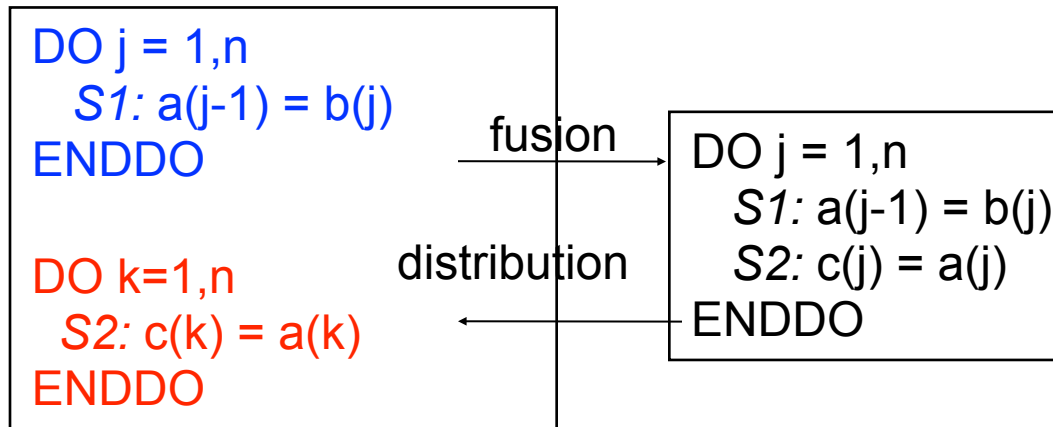 DO j = 1,n
S1: a(j-1) = b(j)
ENDDO
DO k=1,n
S2: c(k) = a(k)
ENDDO
fusion
distribution
DO j = 1,n
S1: a(j-1) = b(j)
S2: c(j) = a(j)
ENDDO